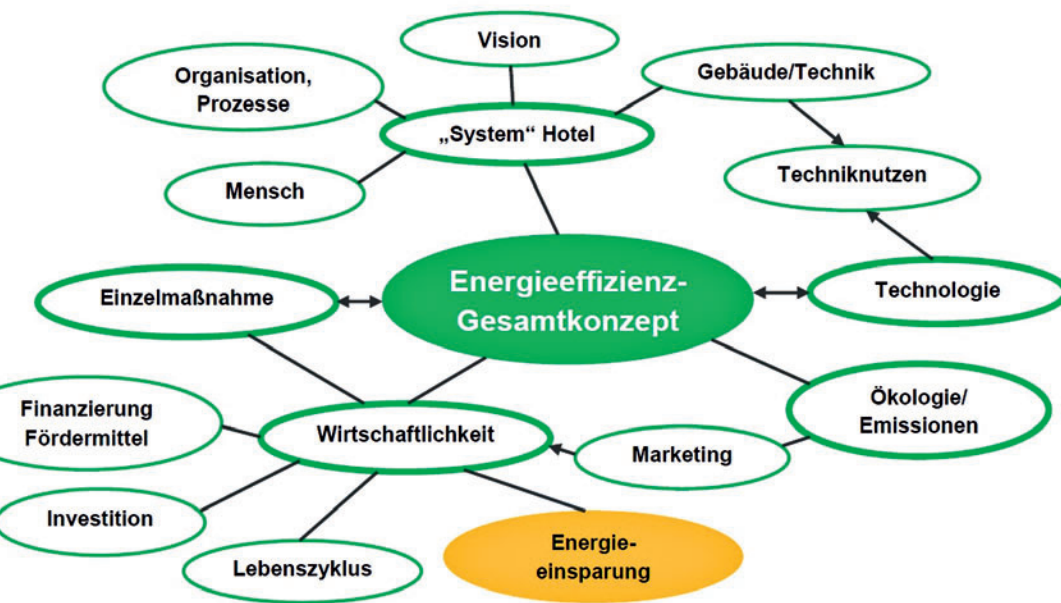 Vision
Organisation,
Prozesse
Gebäude/Technik
„System“ Hotel
Mensch
Techniknutzen
Energieeffizienz-
Gesamtkonzept
Einzelmaßnahme
Technologie
Ökologie/
Emissionen
Finanzierung
Fördermittel
Wirtschaftlichkeit
Marketing
Investition
Lebenszyklus
Energie-
einsparung